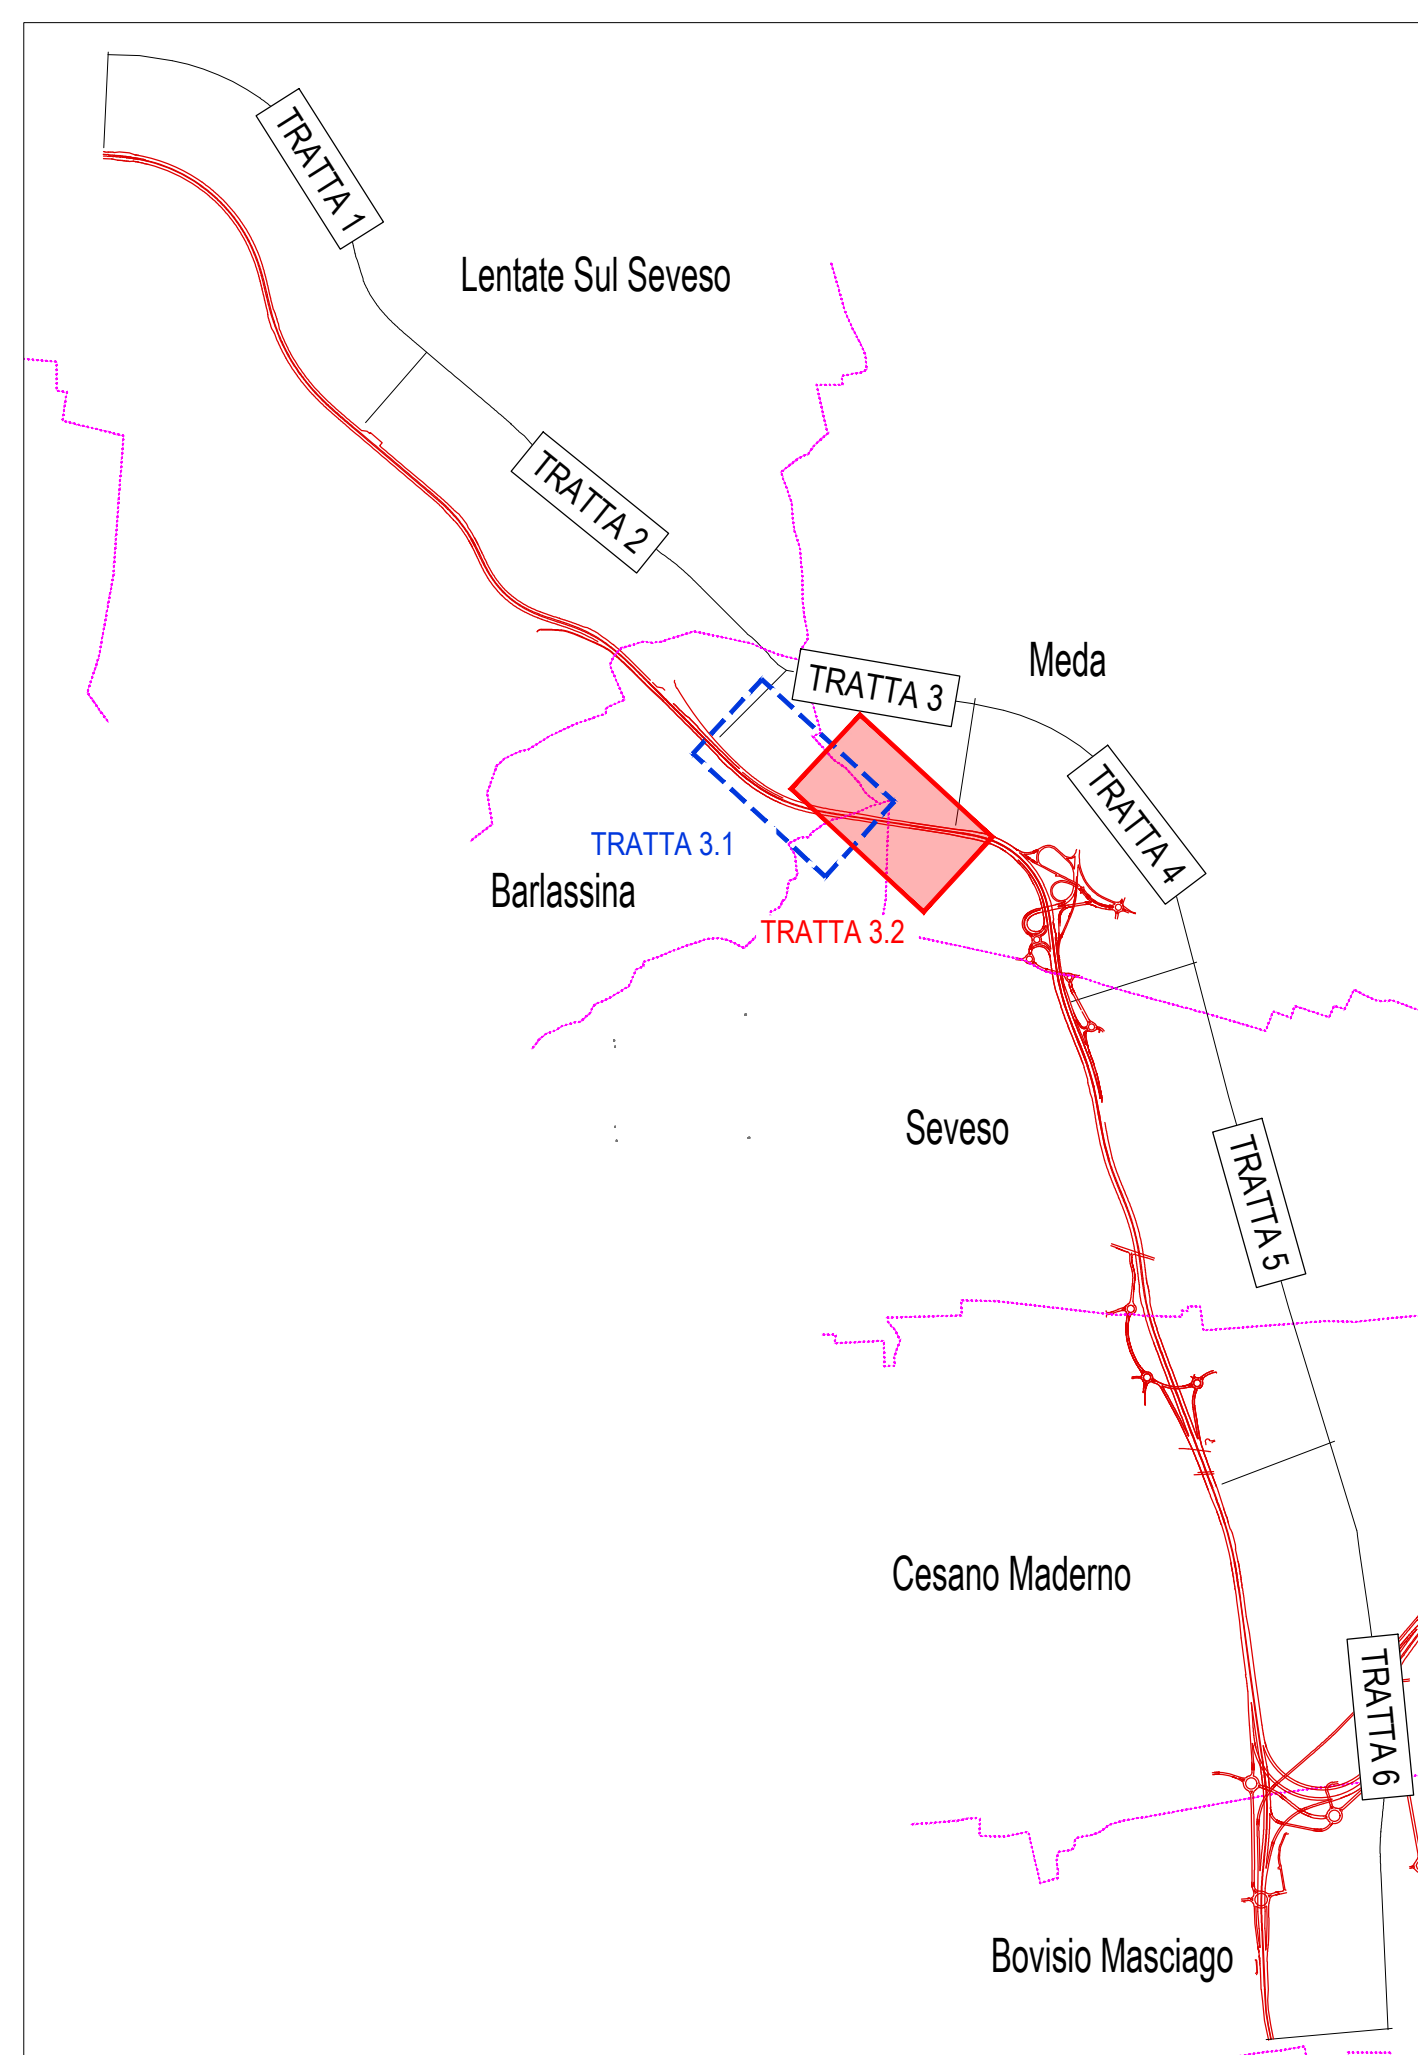 TRATTA 1
Lentate Sul Seveso
TRATTA 2
Meda
TRATTA 3
TRATTA 4
TRATTA 3.1
Barlassina
TRATTA 3.2
Seveso
TRATTA 5
Cesano Maderno
TRATTA 6
Bovisio Masciago